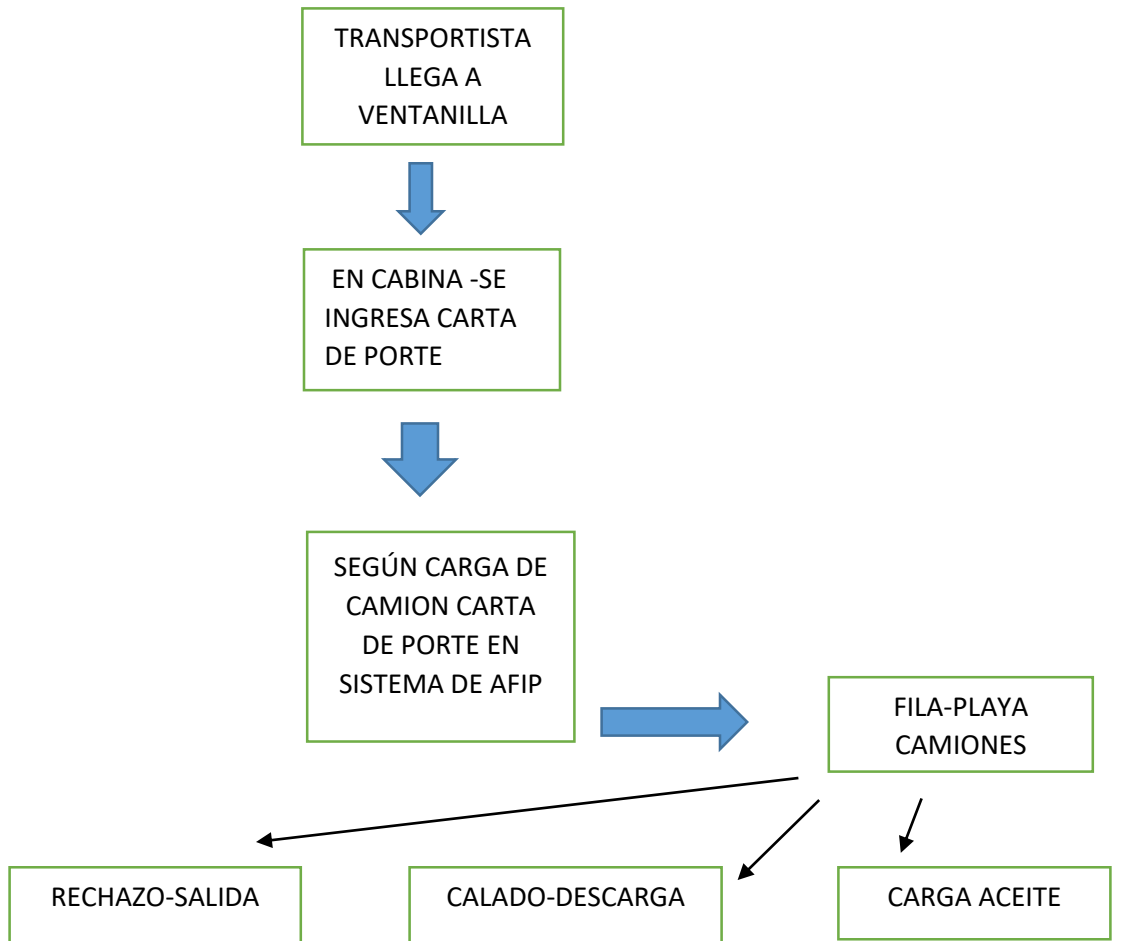 TRANSPORTISTA
LLEGA A
VENTANILLA
EN CABINA -SE
INGRESA CARTA
DE PORTE
SEGÚN CARGA DE
CAMION CARTA
DE PORTE EN
SISTEMA DE AFIP
FILA-PLAYA
CAMIONES
RECHAZO-SALIDA
CALADO-DESCARGA
CARGA ACEITE